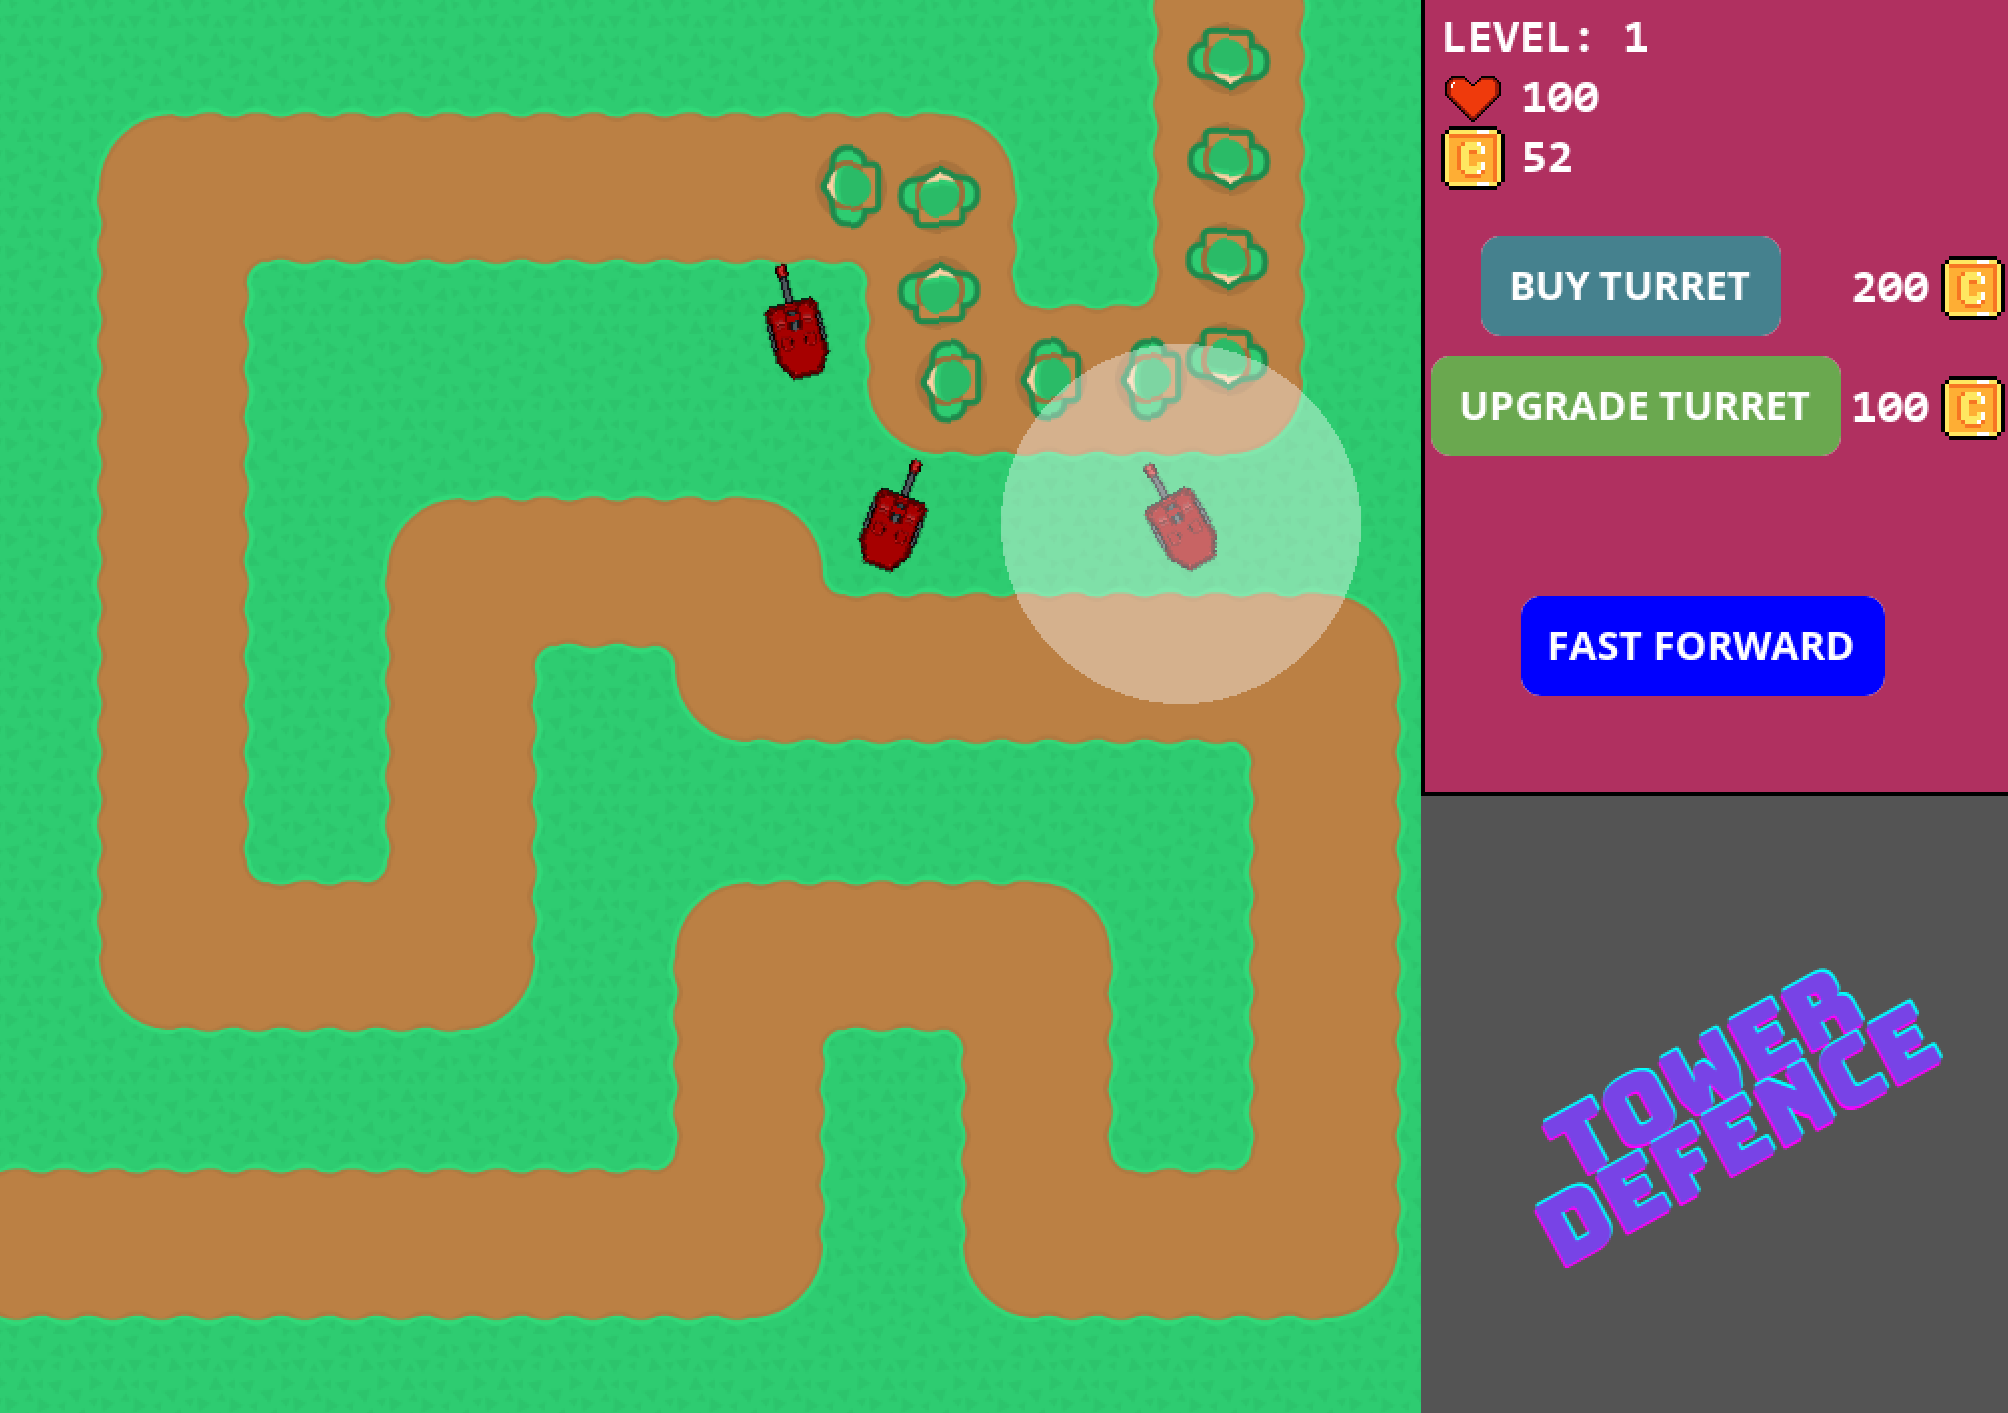 LEVEL: 1
100
C 52
BUY TURRET 200 C
UPGRADE TURRET 100 C
FAST FORWARD
TOWER
DEFENCE